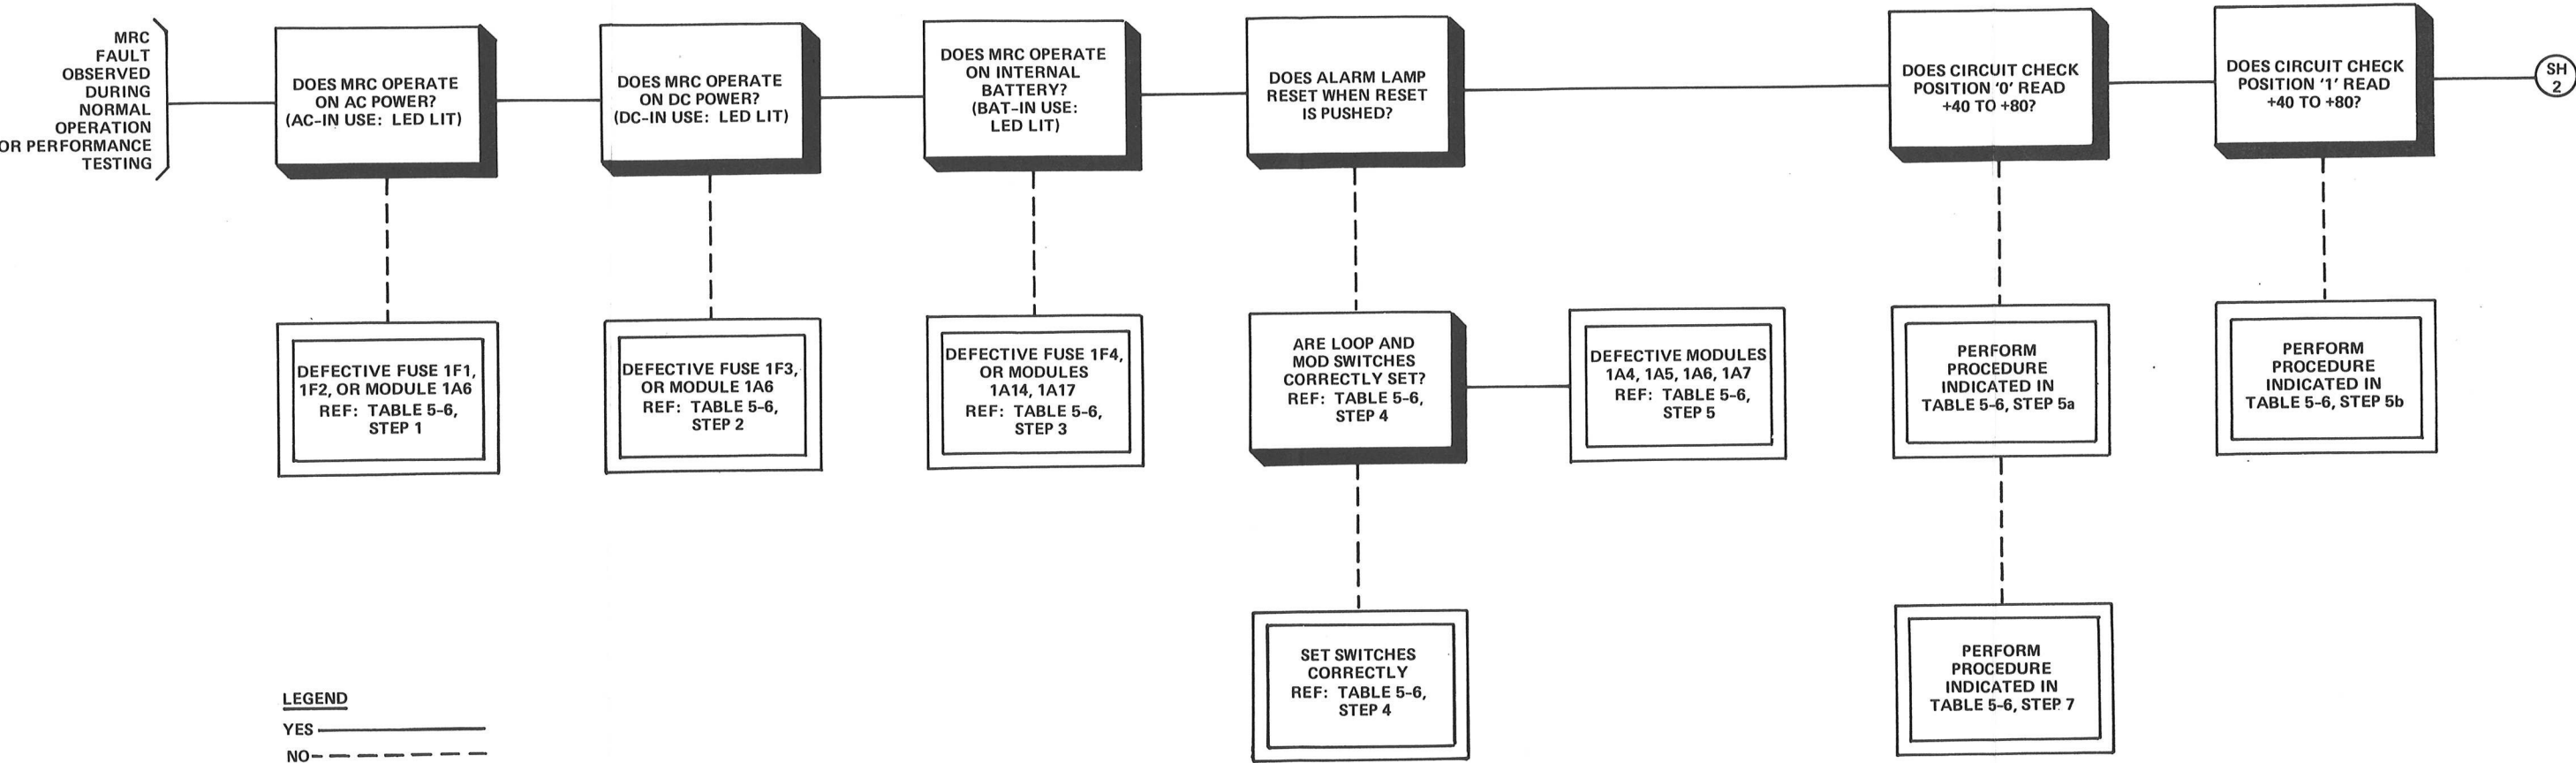 MRC
FAULT
OBSERVED
DURING
NORMAL
OPERATION
OR PERFORMANCE
TESTING
DOES MRC OPERATE
ON AC POWER?
(AC-IN USE: LED LIT)
DOES MRC OPERATE
ON DC POWER?
(DC-IN USE: LED LIT)
DOES MRC OPERATE
ON INTERNAL
BATTERY?
(BAT-IN USE:
LED LIT)
DOES ALARM LAMP
RESET WHEN RESET
IS PUSHED?
DOES CIRCUIT CHECK
POSITION '0' READ
+40 TO +80?
DOES CIRCUIT CHECK
POSITION '1' READ
+40 TO +80?
SH
2
DEFECTIVE FUSE 1F1,
1F2, OR MODULE 1A6
REF: TABLE 5-6,
STEP 1
DEFECTIVE FUSE 1F3,
OR MODULE 1A6
REF: TABLE 5-6,
STEP 2
DEFECTIVE FUSE 1F4,
OR MODULES
1A14, 1A17
REF: TABLE 5-6,
STEP 3
ARE LOOP AND
MOD SWITCHES
CORRECTLY SET?
REF: TABLE 5-6,
STEP 4
DEFECTIVE MODULES
1A4, 1A5, 1A6, 1A7
REF: TABLE 5-6,
STEP 5
PERFORM
PROCEDURE
INDICATED IN
TABLE 5-6, STEP 5a
PERFORM
PROCEDURE
INDICATED IN
TABLE 5-6, STEP 5b
SET SWITCHES
CORRECTLY
REF: TABLE 5-6,
STEP 4
PERFORM
PROCEDURE
INDICATED IN
TABLE 5-6, STEP 7
LEGEND
YES
NO